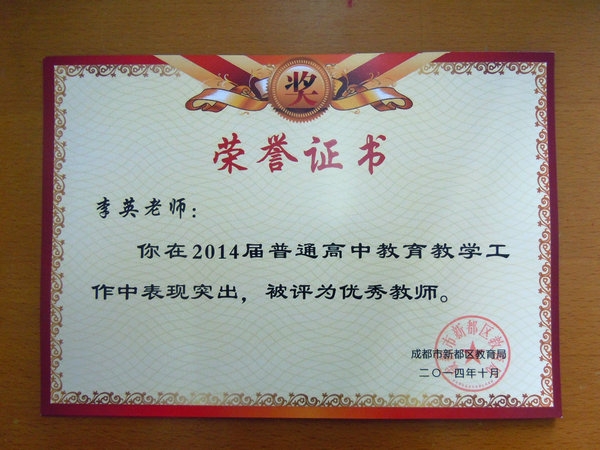 奖
荣誉证书
李英老师：
你在2014届普通高中教育教学工
作中表现突出，被评为优秀教师。
成都市新都区教育局
二〇一四年十月